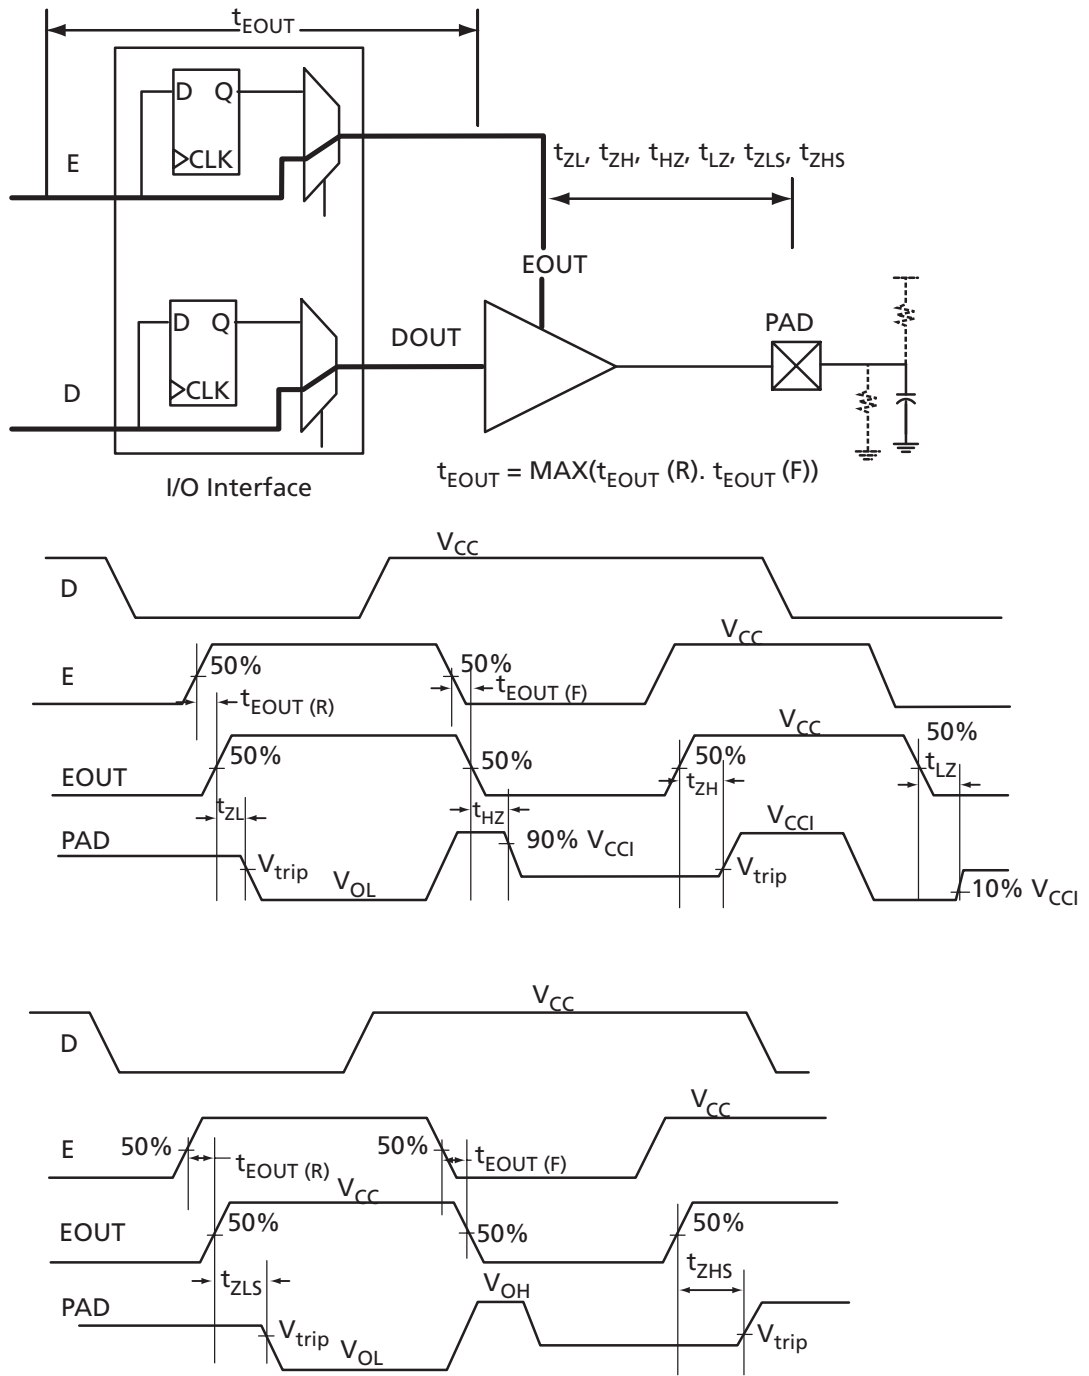 tEOUT
D Q
CLK
E
tZL, tZH, tHZ, tLZ, tZLS, tZHS
EOUT
D Q
CLK
DOUT
PAD
D
I/O Interface
tEOUT = MAX(tEOUT (R). tEOUT (F))
VCC
D
VCC
E
50%
50%
tEOUT (R)
tEOUT (F)
VCC
50%
EOUT
50%
50%
50%
tZL
tHZ
tZH
tLZ
PAD
Vtrip
VOL
90% VCCI
VCCI
Vtrip
10% VCCI
VCC
D
VCC
E
50%
50%
tEOUT (R)
tEOUT (F)
VCC
EOUT
50%
50%
50%
tZLS
tZHS
PAD
VOH
Vtrip
VOL
Vtrip